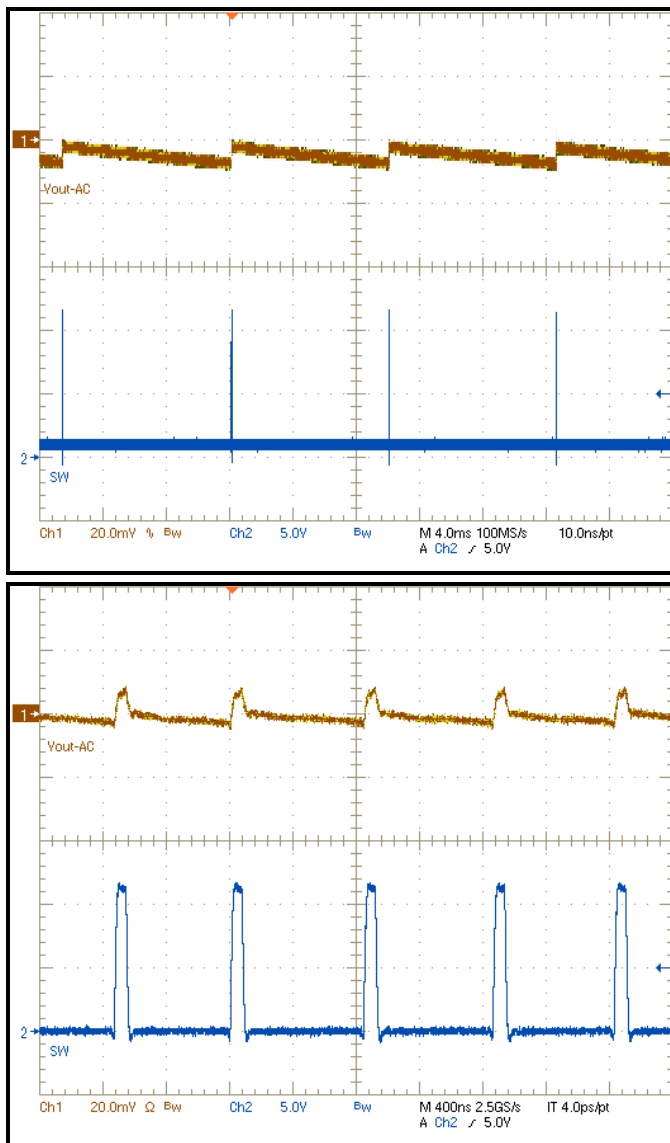 1
Vout-AC
2
SW
Ch1 20.0mV ∿ Bw Ch2 5.0V Bw M 4.0ms 100MS/s 10.0ns/pt
A Ch2 ⌿ 5.0V
1
Vout-AC
2
SW
Ch1 20.0mV Ω Bw Ch2 5.0V Bw M 400ns 2.5GS/s IT 4.0ps/pt
A Ch2 ⌿ 5.0V